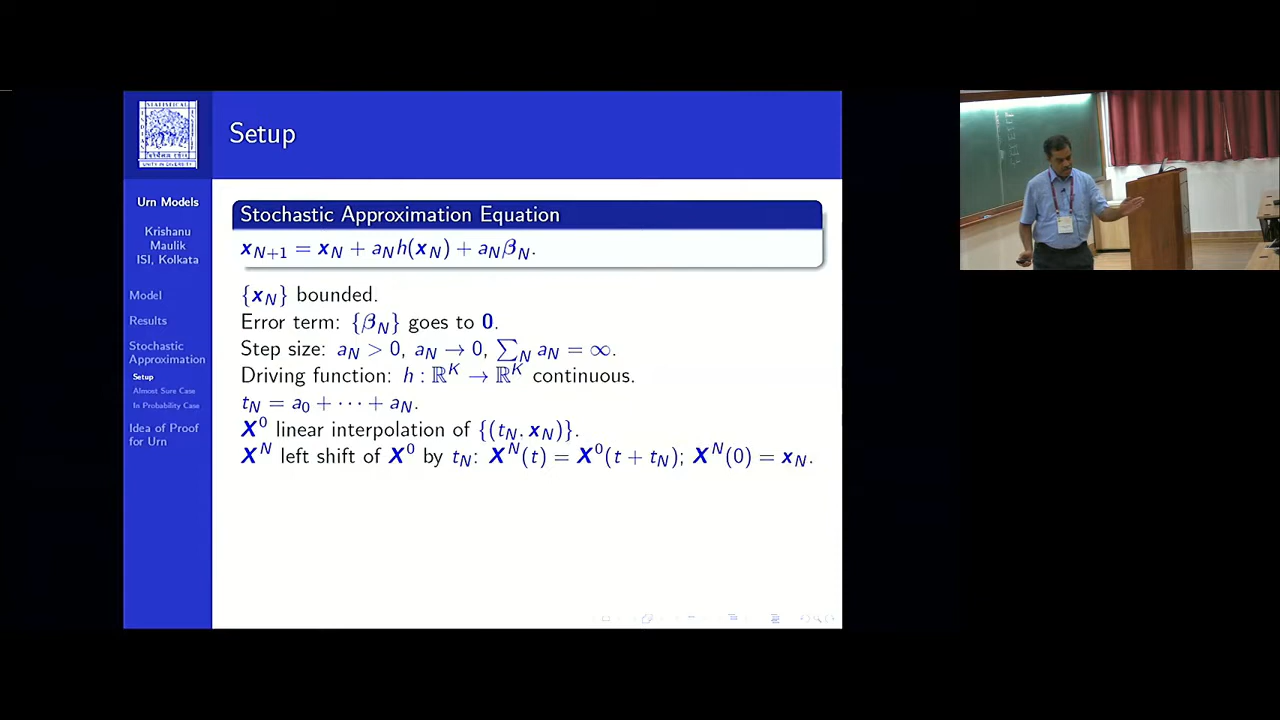 Setup
Urn Models
Krishanu
Maulik
ISI, Kolkata
Model
Results
Stochastic
Approximation
Setup
Almost Sure Case
In Probability Case
Idea of Proof
for Urn
Stochastic Approximation Equation
x_{N+1} = x_N + a_N h(x_N) + a_N β_N.
{x_N} bounded.
Error term: {β_N} goes to 0.
Step size: a_N > 0, a_N → 0, ∑_N a_N = ∞.
Driving function: h : ℝ^K → ℝ^K continuous.
t_N = a_0 + ⋯ + a_N.
X^0 linear interpolation of {(t_N, x_N)}.
X^N left shift of X^0 by t_N: X^N(t) = X^0(t + t_N); X^N(0) = x_N.